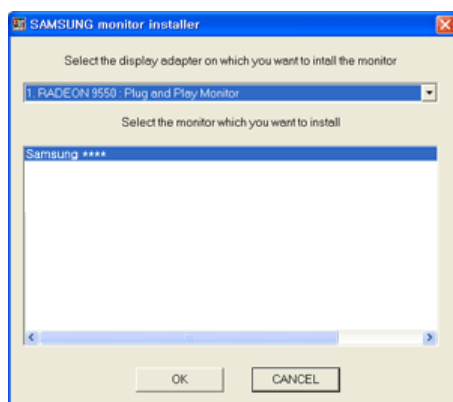 SAMSUNG monitor installer
Select the display adapter on which you want to intall the monitor
1. RADEON 9550 : Plug and Play Monitor
Select the monitor which you want to install
Samsung ****
OK
CANCEL